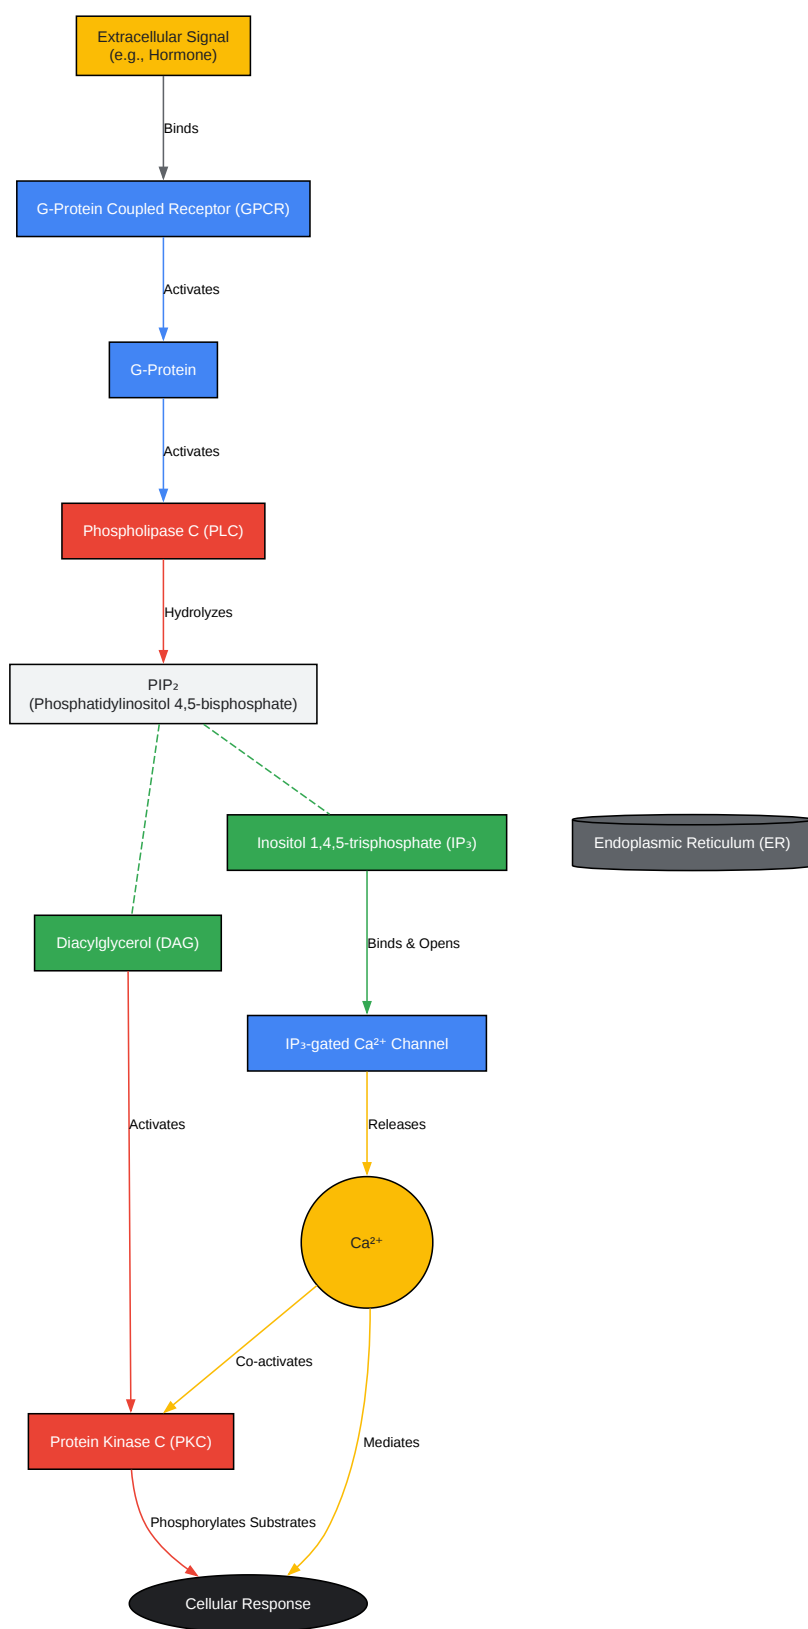 Extracellular Signal
(e.g., Hormone)
Binds
G-Protein Coupled Receptor (GPCR)
Activates
G-Protein
Activates
Phospholipase C (PLC)
Hydrolyzes
PIP₂
(Phosphatidylinositol 4,5-bisphosphate)
Inositol 1,4,5-trisphosphate (IP₃)
Endoplasmic Reticulum (ER)
Diacylglycerol (DAG)
Binds & Opens
IP₃-gated Ca²⁺ Channel
Activates
Releases
Ca²⁺
Co-activates
Protein Kinase C (PKC)
Mediates
Phosphorylates Substrates
Cellular Response